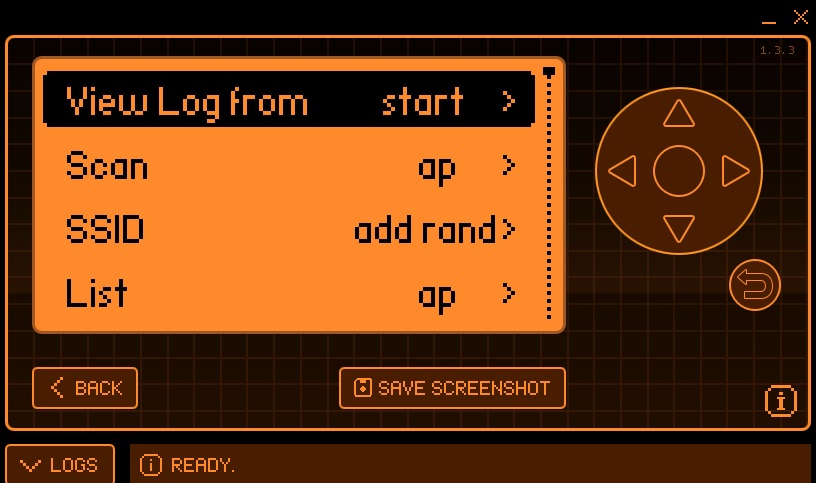 1.3.3
View Log from start >
Scan ap >
SSID add rand>
List ap >
BACK
SAVE SCREENSHOT
LOGS
READY.